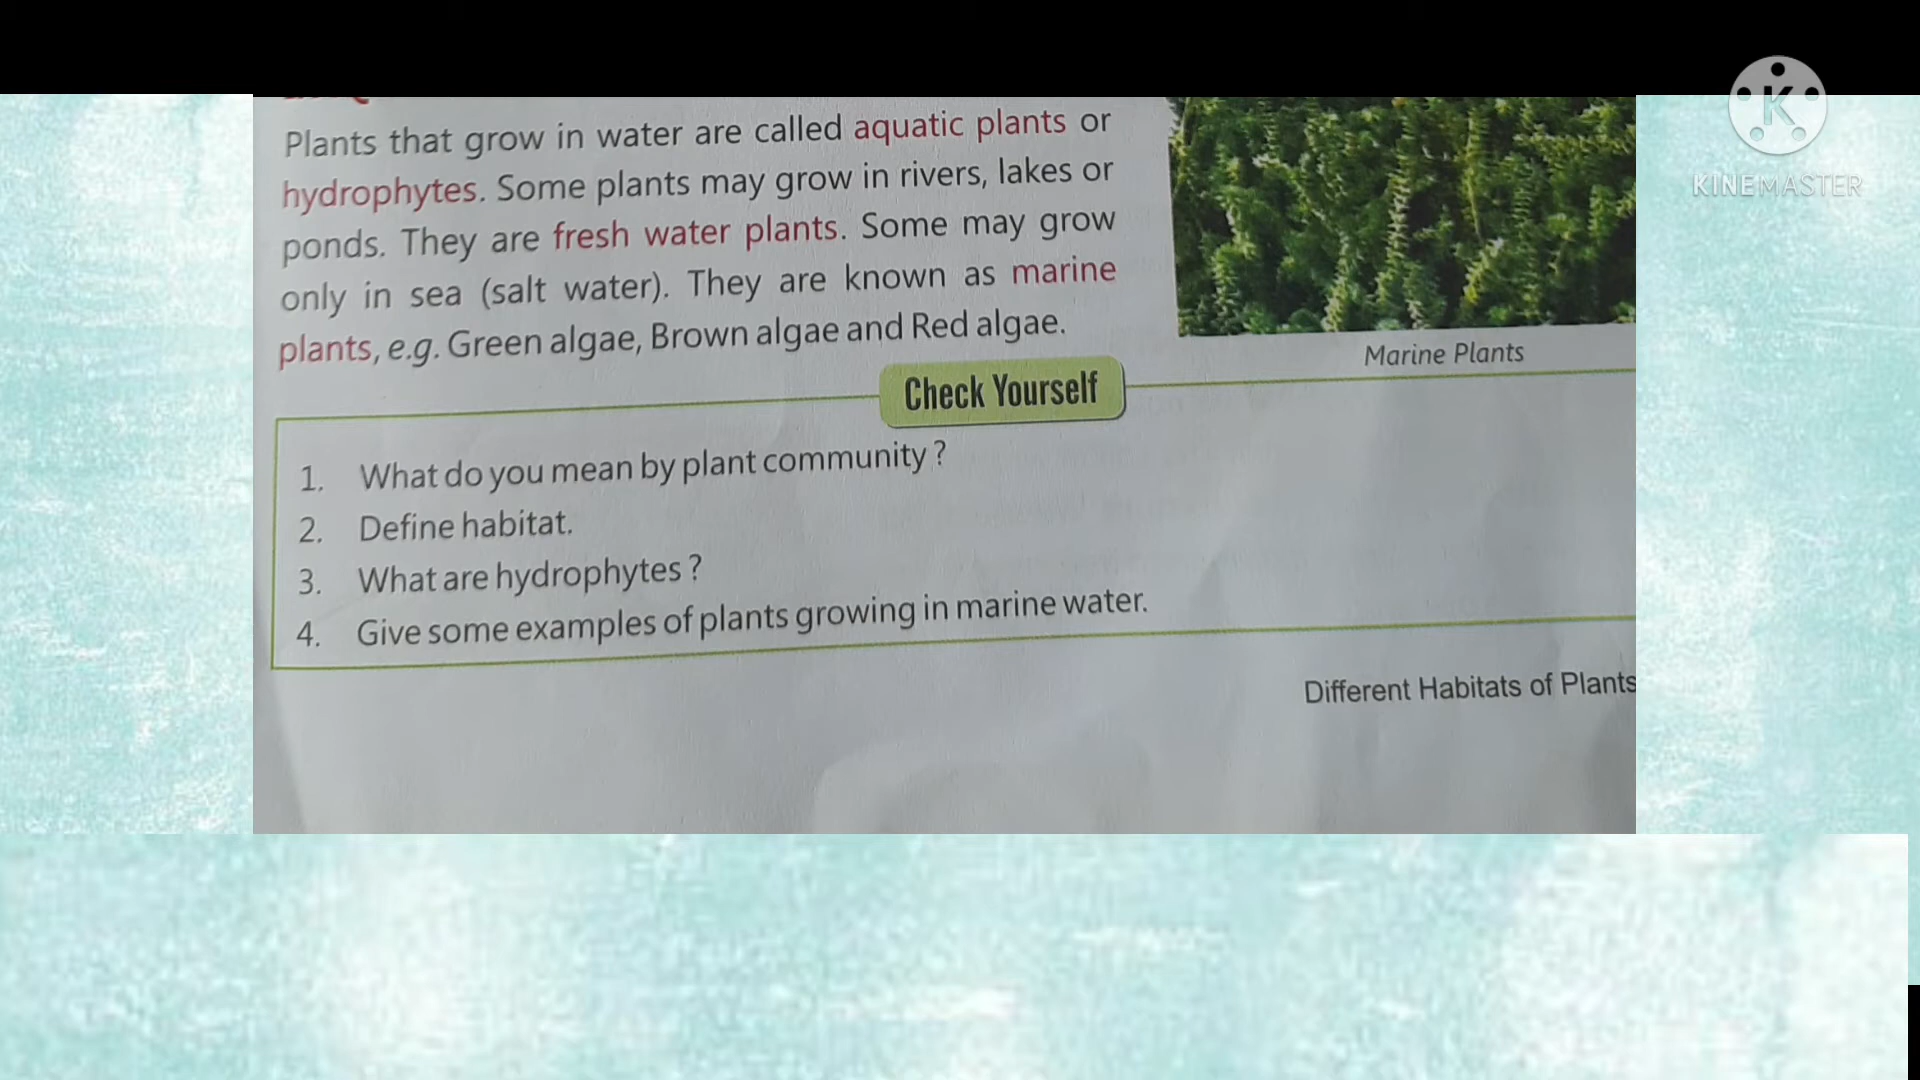 Plants that grow in water are called aquatic plants or
hydrophytes. Some plants may grow in rivers, lakes or
ponds. They are fresh water plants. Some may grow
only in sea (salt water). They are known as marine
plants, e.g. Green algae, Brown algae and Red algae.
Marine Plants
Check Yourself
1. What do you mean by plant community ?
2. Define habitat.
3. What are hydrophytes ?
4. Give some examples of plants growing in marine water.
Different Habitats of Plants
K
KINEMASTER